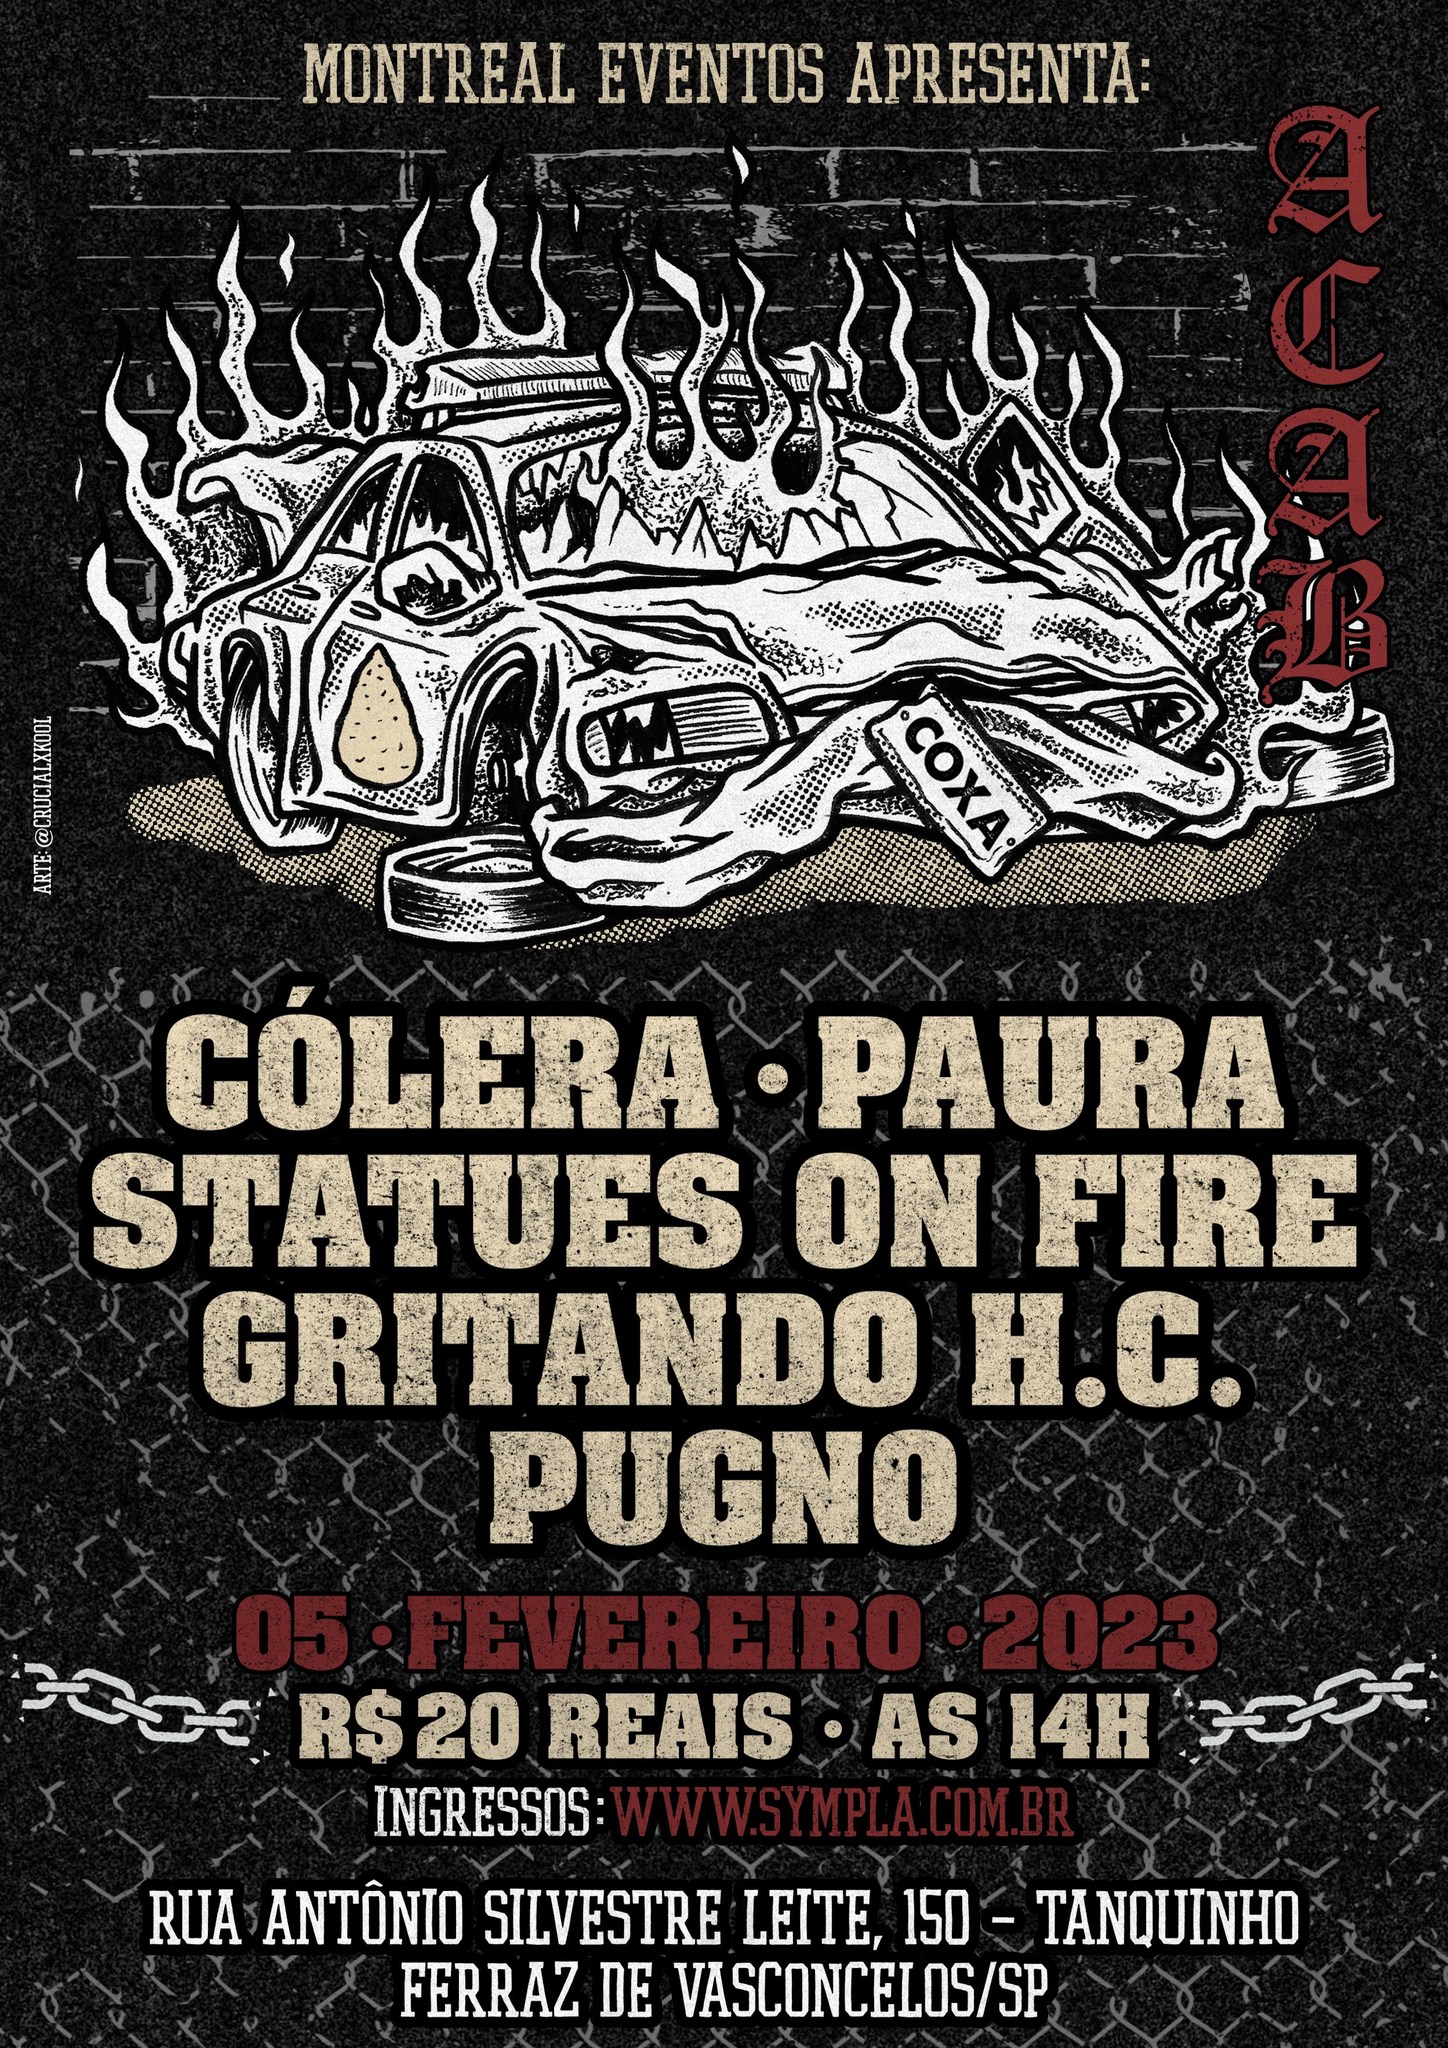 MONTREAL EVENTOS APRESENTA:
A
C
A
B
COXA
ARTE: @CRUCIALXKOOL
CÓLERA • PAURA
STATUES ON FIRE
GRITANDO H.C.
PUGNO
05 • FEVEREIRO • 2023
R$20 REAIS • AS 14H
INGRESSOS: WWW.SYMPLA.COM.BR
RUA ANTÔNIO SILVESTRE LEITE, 150 – TANQUINHO
FERRAZ DE VASCONCELOS/SP